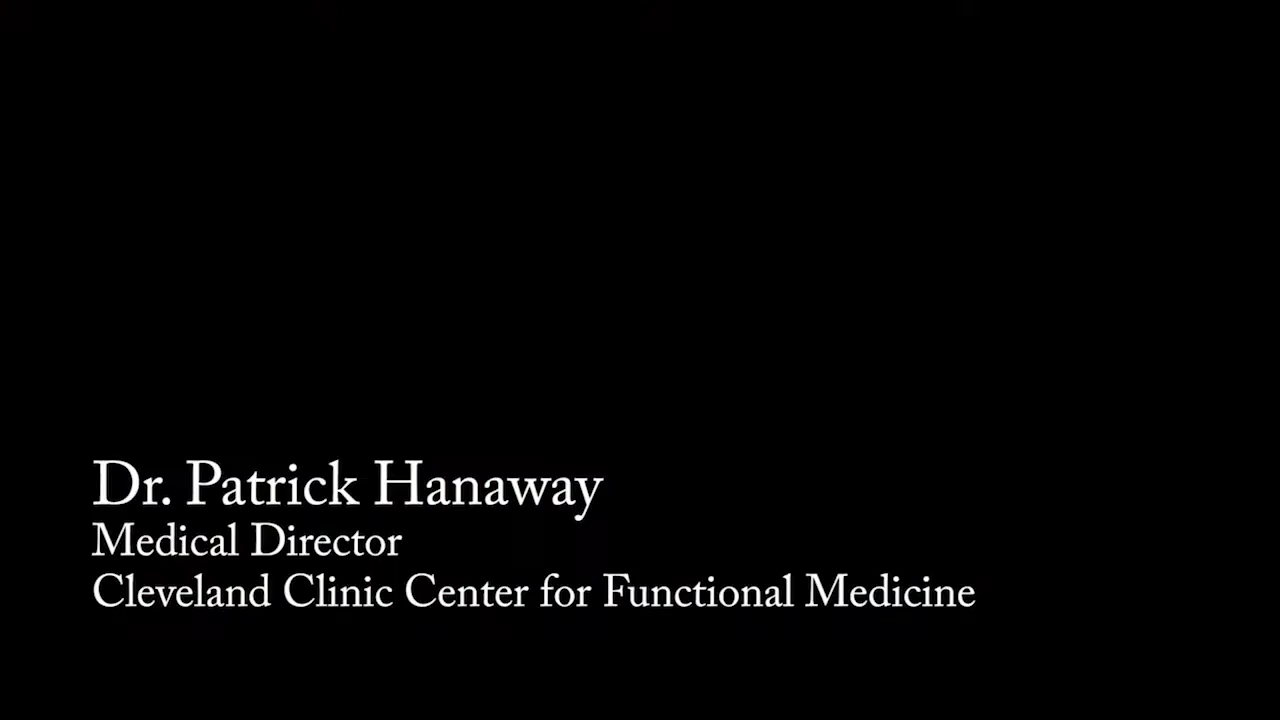 Dr. Patrick Hanaway
Medical Director
Cleveland Clinic Center for Functional Medicine